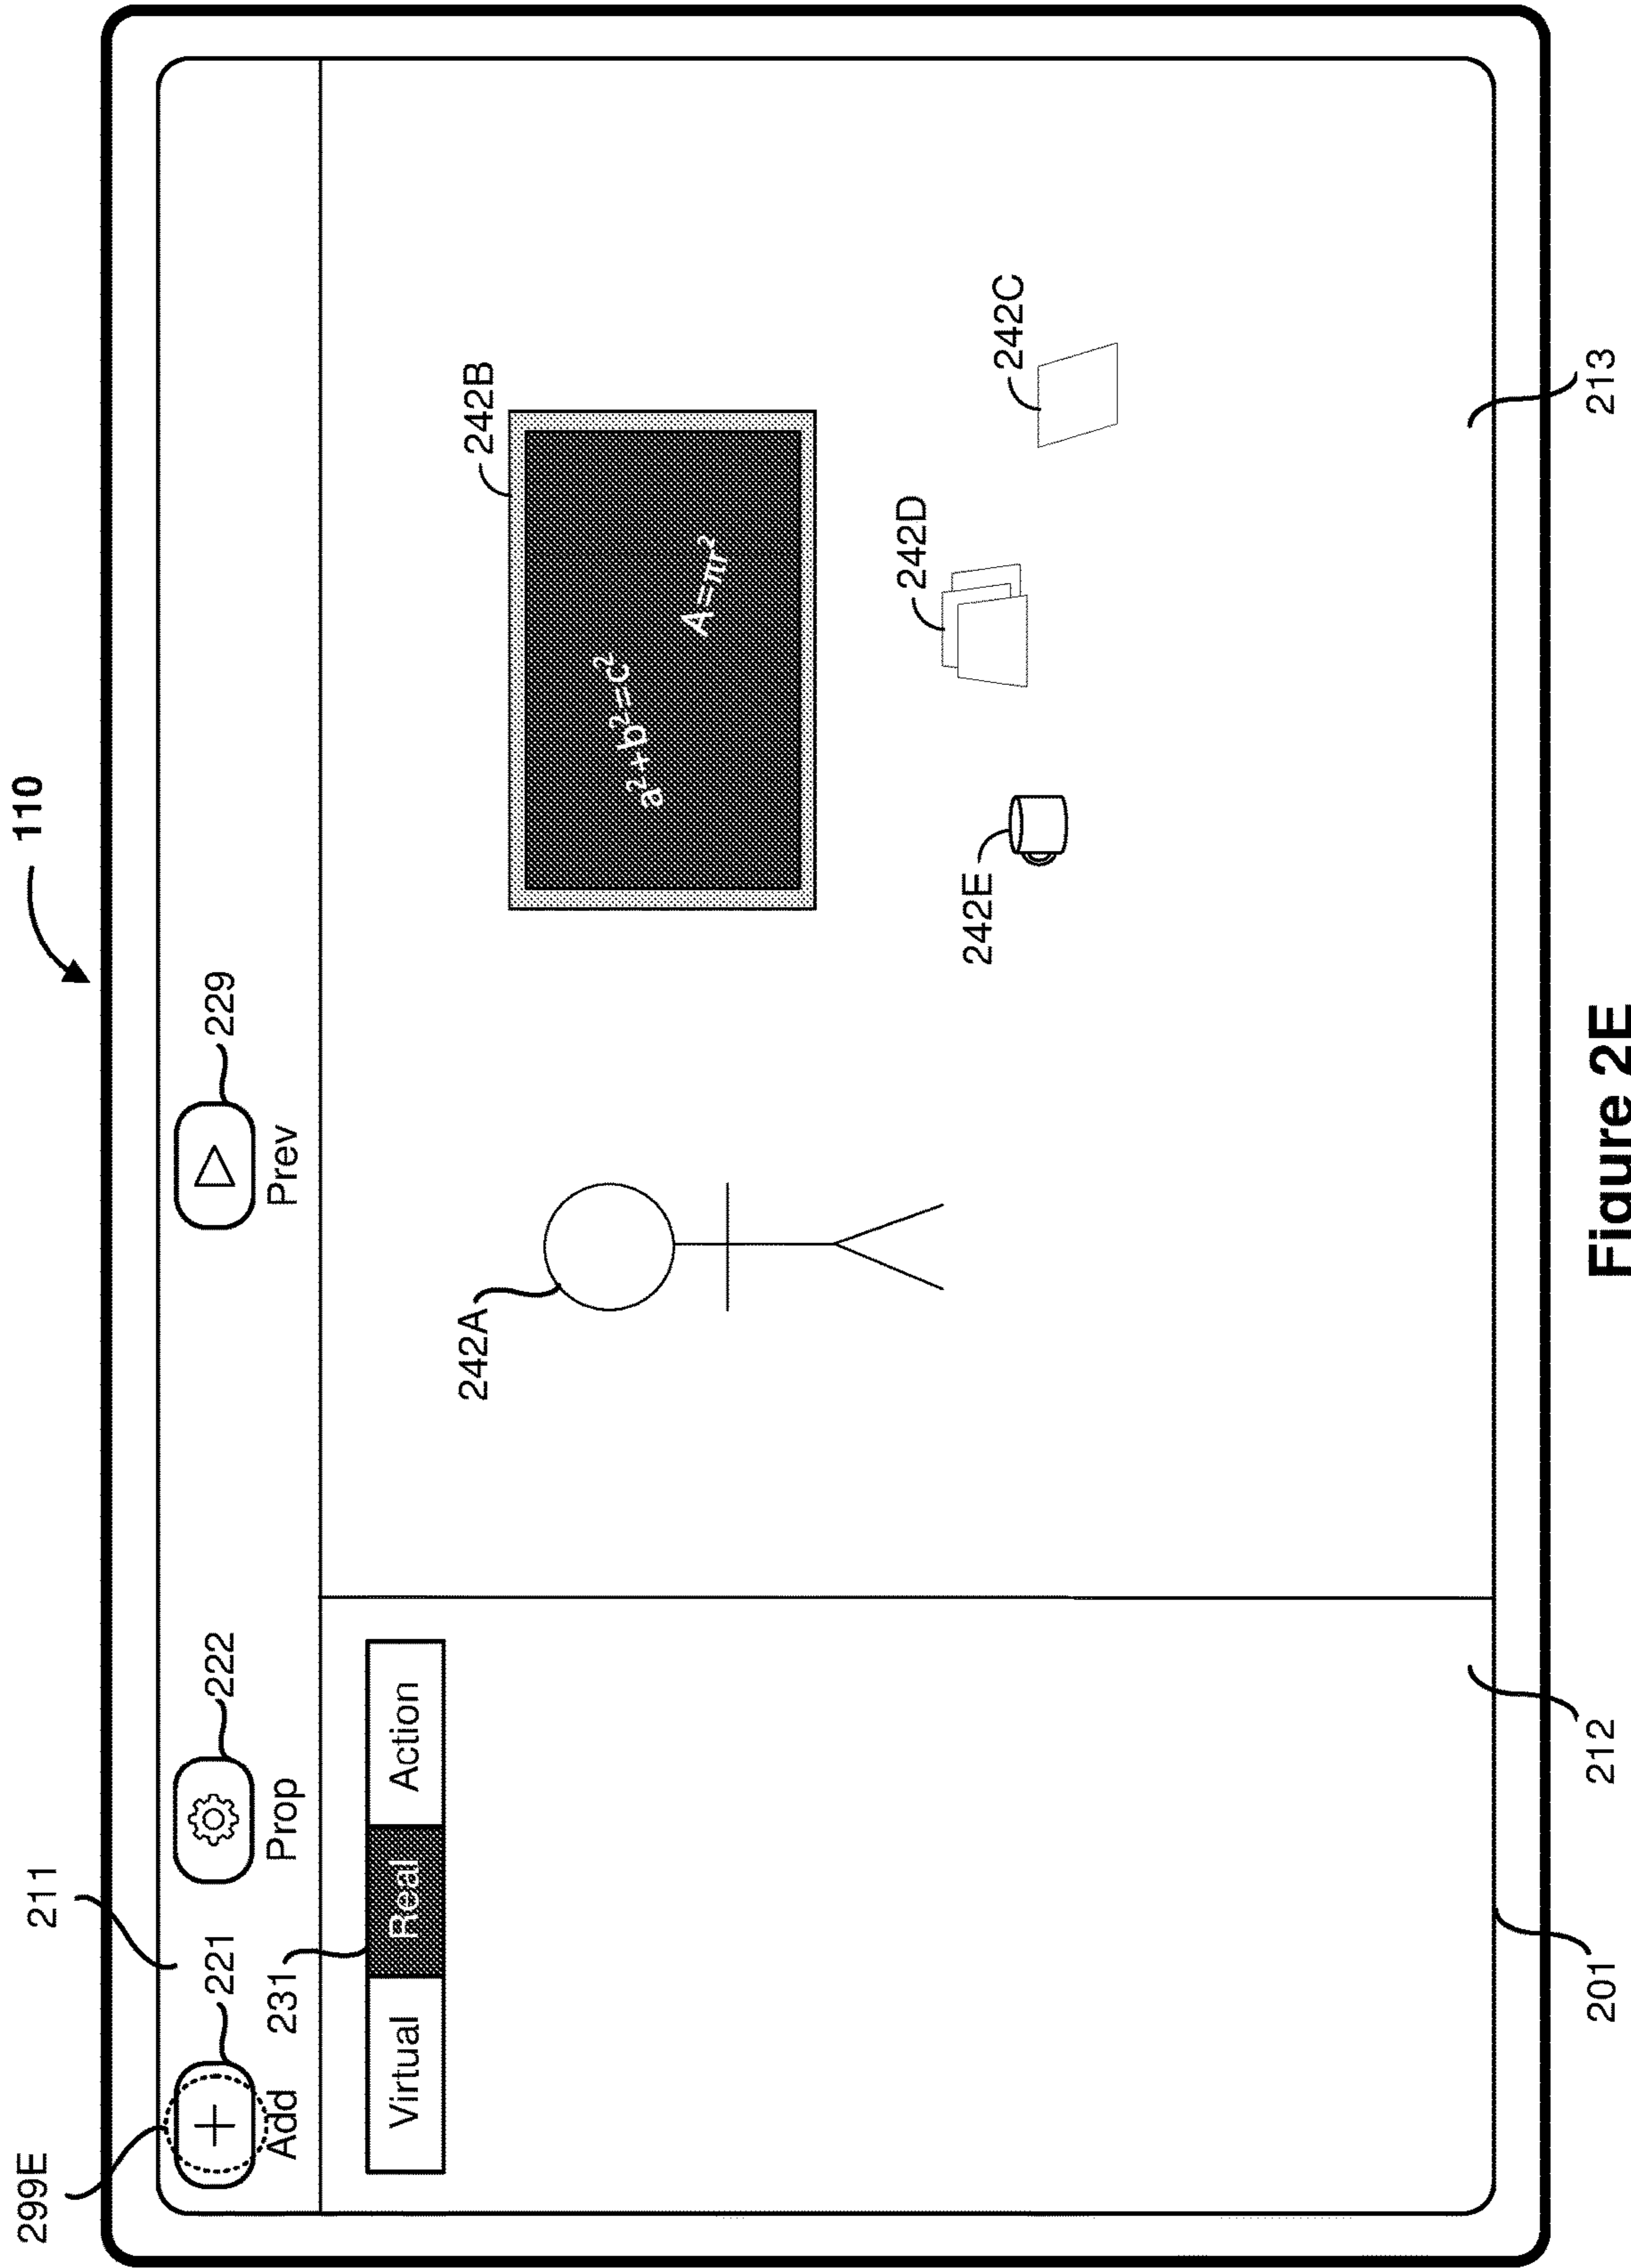 110
299E
211
221
222
229
Add
Prop
Prev
231
Virtual
Real
Action
242A
242B
a²+b²=c²
A=πr²
242D
242C
242E
201
212
213
Figure 2E